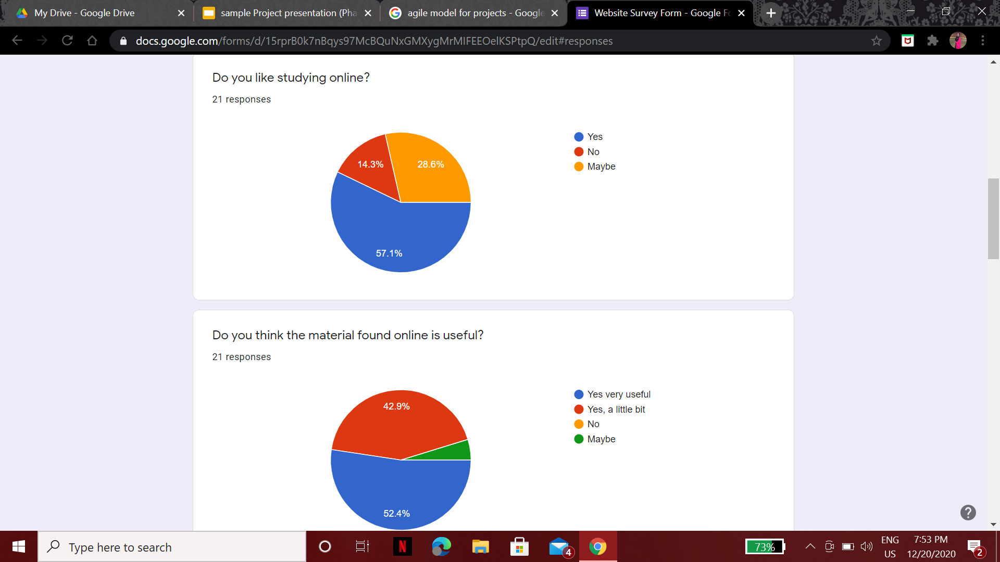 My Drive - Google Drive
sample Project presentation (Pha
agile model for projects - Google
Website Survey Form - Google Fo
docs.google.com/forms/d/15rprB0k7nBqys97McBQuNxGMXygMrMIFEEOelKSPtpQ/edit#responses
Do you like studying online?
21 responses
14.3%
28.6%
57.1%
Yes
No
Maybe
Do you think the material found online is useful?
21 responses
42.9%
52.4%
Yes very useful
Yes, a little bit
No
Maybe
?
Type here to search
N
4
73%
ENG
US
7:53 PM
12/20/2020
2